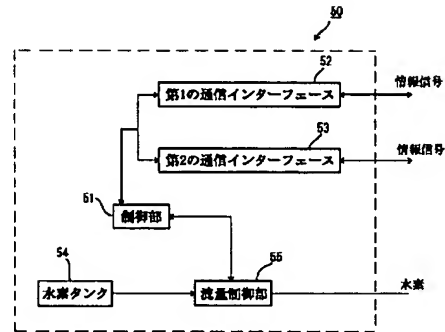 50
52
第1の通信インターフェース
情報信号
53
第2の通信インターフェース
情報信号
51
制御部
54
水素タンク
55
流量制御部
水素